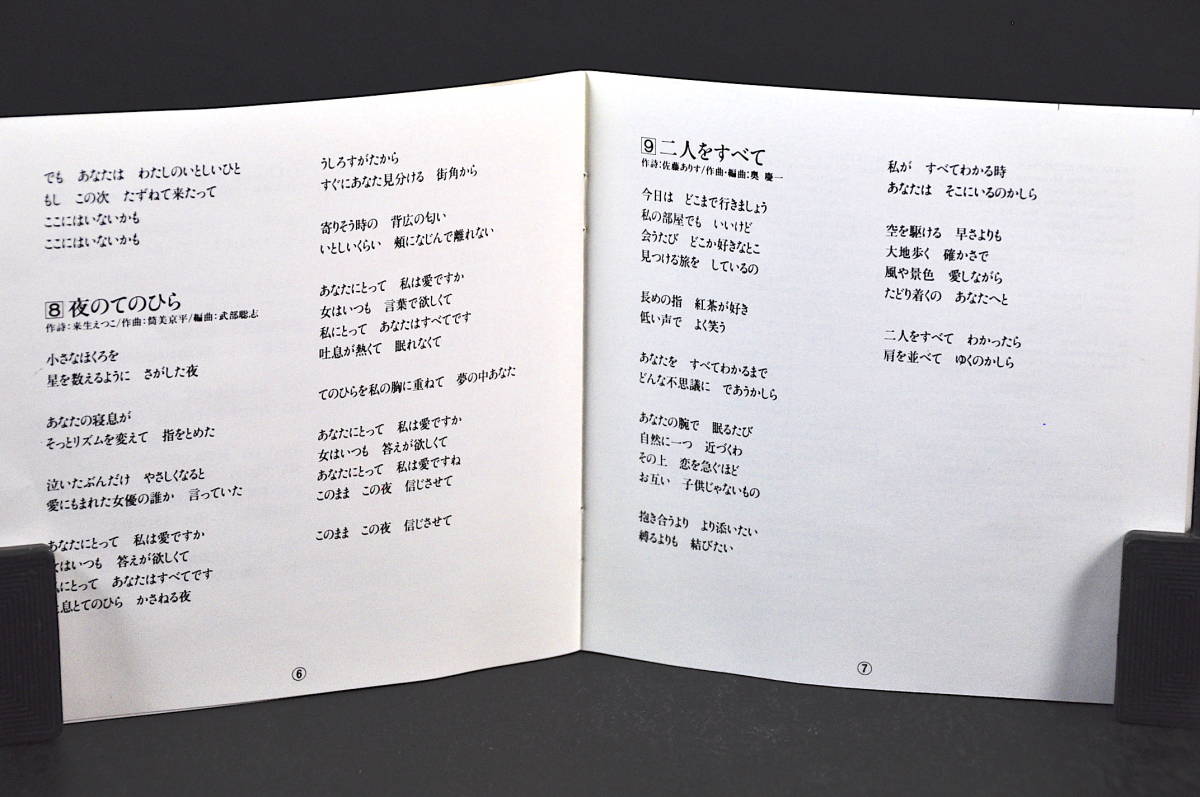 でも あなたは わたしのいとしいひと
もし この次 たずねて来たって
ここにはいないかも
ここにはいないかも
8 夜のてのひら
作詩:来生えつこ/作曲:筒美京平/編曲:武部聡志
小さなほくろを
星を数えるように さがした夜
あなたの寝息が
そっとリズムを変えて 指をとめた
泣いたぶんだけ やさしくなると
愛にもまれた女優の誰か 言っていた
あなたにとって 私は愛ですか
女はいつも 答えが欲しくて
私にとって あなたはすべてです
吐息とてのひら かさねる夜
うしろすがたから
すぐにあなた見分ける 街角から
寄りそう時の 背広の匂い
いとしいくらい 頬になじんで離れない
あなたにとって 私は愛ですか
女はいつも 言葉で欲しくて
私にとって あなたはすべてです
吐息が熱くて 眠れなくて
てのひらを私の胸に重ねて 夢の中あなた
あなたにとって 私は愛ですか
女はいつも 答えが欲しくて
あなたにとって 私は愛ですね
このまま この夜 信じさせて
このまま この夜 信じさせて
⑥
9 二人をすべて
作詩:佐藤ありす/作曲・編曲:奥 慶一
今日は どこまで行きましょう
私の部屋でも いいけど
会うたび どこか好きなとこ
見つける旅を しているの
長めの指 紅茶が好き
低い声で よく笑う
あなたを すべてわかるまで
どんな不思議に であうかしら
あなたの腕で 眠るたび
自然に一つ 近づくわ
その上 恋を急ぐほど
お互い 子供じゃないもの
抱き合うより より添いたい
縛るよりも 結びたい
私が すべてわかる時
あなたは そこにいるのかしら
空を駆ける 早さよりも
大地歩く 確かさで
風や景色 愛しながら
たどり着くの あなたへと
二人をすべて わかったら
肩を並べて ゆくのかしら
⑦